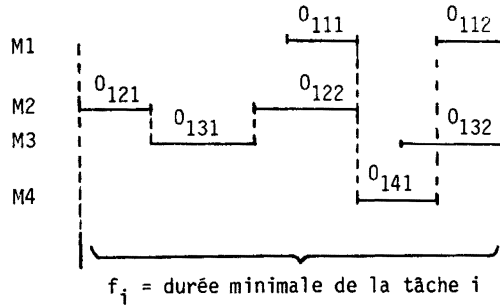 O111 O112
M1
O121 O122
M2
O131 O132
M3
O141
M4
fi = durée minimale de la tâche i